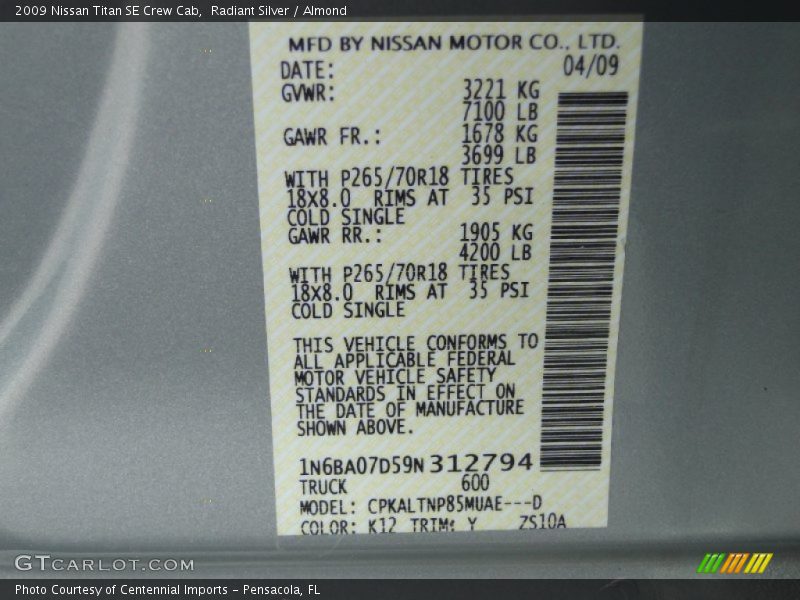 2009 Nissan Titan SE Crew Cab, Radiant Silver / Almond
MFD BY NISSAN MOTOR CO., LTD.
DATE: 04/09
GVWR: 3221 KG
7100 LB
GAWR FR.: 1678 KG
3699 LB
WITH P265/70R18 TIRES
18X8.0 RIMS AT 35 PSI
COLD SINGLE
GAWR RR.: 1905 KG
4200 LB
WITH P265/70R18 TIRES
18X8.0 RIMS AT 35 PSI
COLD SINGLE
THIS VEHICLE CONFORMS TO
ALL APPLICABLE FEDERAL
MOTOR VEHICLE SAFETY
STANDARDS IN EFFECT ON
THE DATE OF MANUFACTURE
SHOWN ABOVE.
1N6BA07D59N312794
TRUCK 600
MODEL: CPKALTNP85MUAE---D
COLOR: K12 TRIM: Y ZS10A
GTCARLOT.COM
Photo Courtesy of Centennial Imports – Pensacola, FL